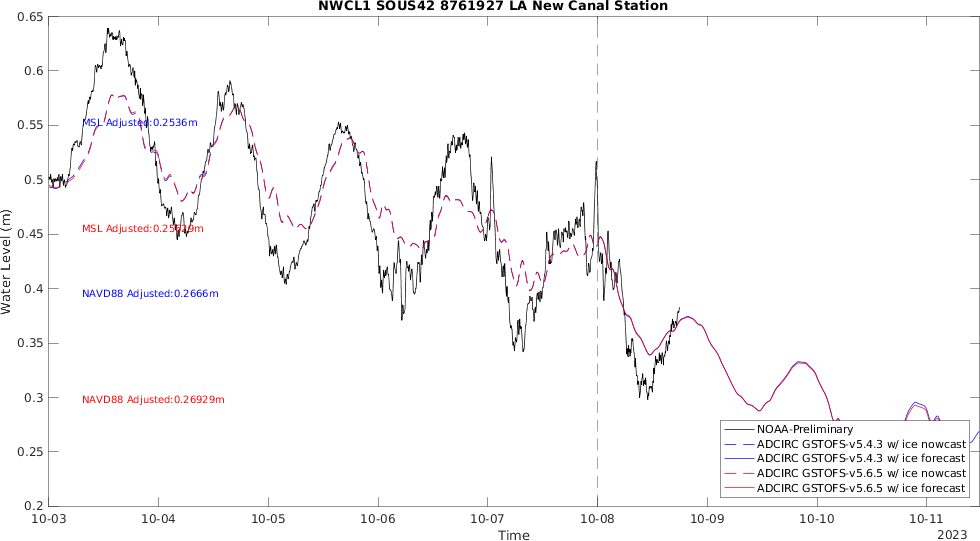 NWCL1 SOUS42 8761927 LA New Canal Station
Water Level (m)
0.65
0.6
0.55
0.5
0.45
0.4
0.35
0.3
0.25
0.2
MSL Adjusted:0.2536m
MSL Adjusted:0.25629m
NAVD88 Adjusted:0.2666m
NAVD88 Adjusted:0.26929m
NOAA-Preliminary
ADCIRC GSTOFS-v5.4.3 w/ ice nowcast
ADCIRC GSTOFS-v5.4.3 w/ ice forecast
ADCIRC GSTOFS-v5.6.5 w/ ice nowcast
ADCIRC GSTOFS-v5.6.5 w/ ice forecast
10-03 10-04 10-05 10-06 10-07 10-08 10-09 10-10 10-11
Time
2023